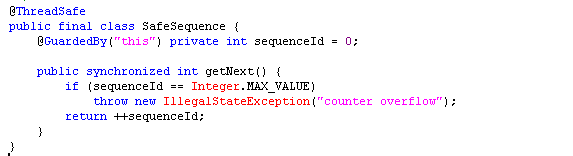 @ThreadSafe
public final class SafeSequence {
    @GuardedBy("this") private int sequenceId = 0;

    public synchronized int getNext() {
        if (sequenceId == Integer.MAX_VALUE)
            throw new IllegalStateException("counter overflow");
        return ++sequenceId;
    }
}